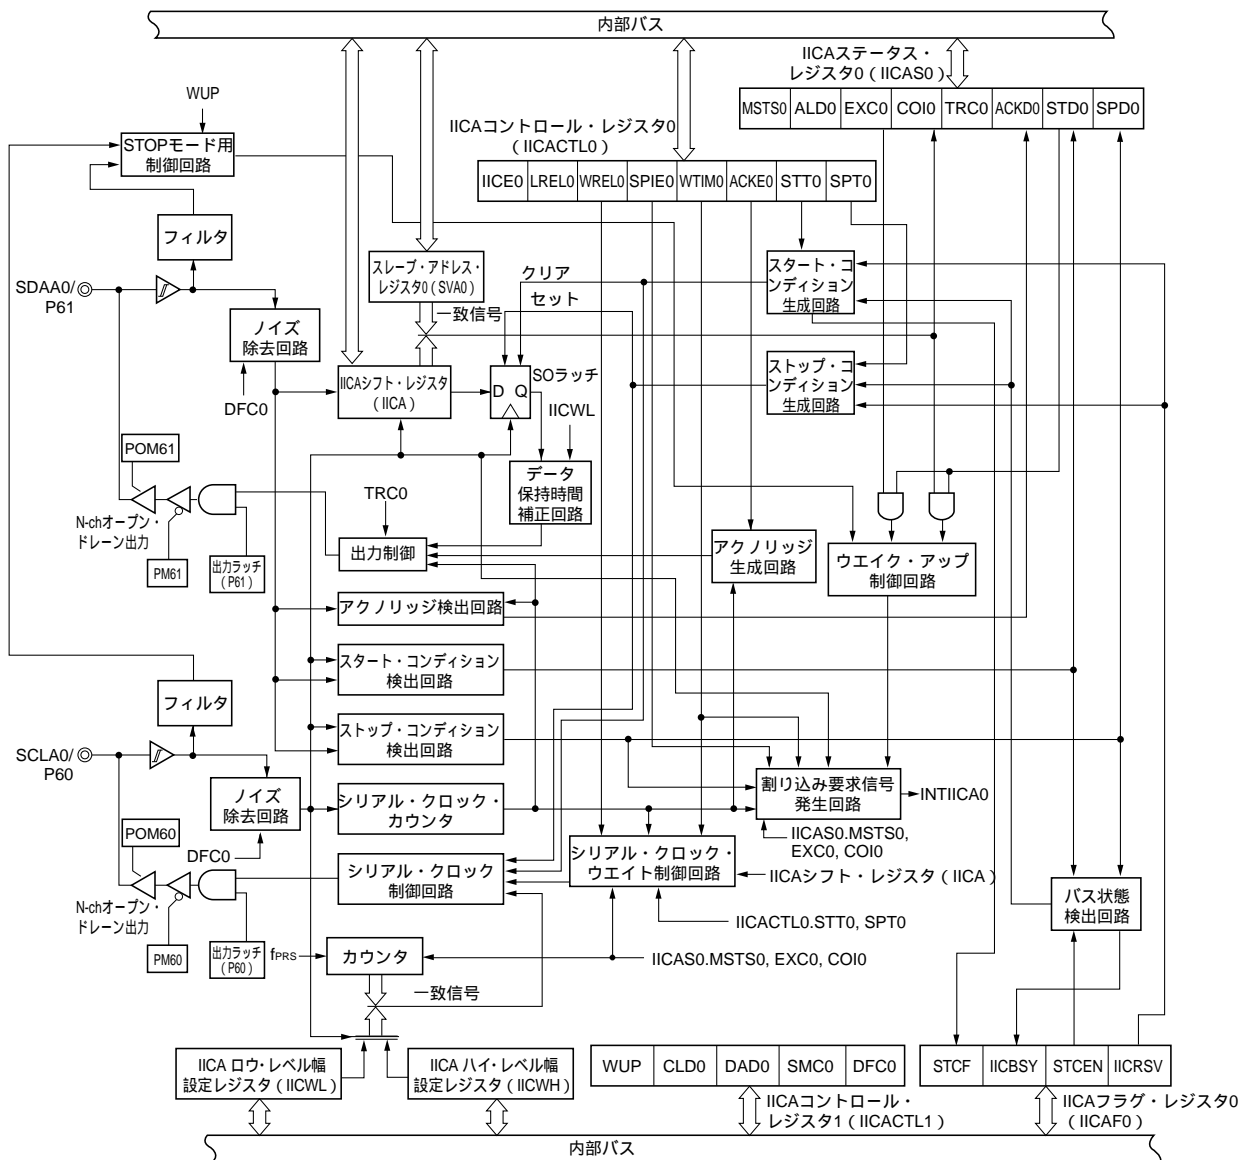 内部バス
IICAステータス・
レジスタ0（IICAS0）
MSTS0 ALD0 EXC0 COI0 TRC0 ACKD0 STD0 SPD0
WUP
STOPモード用
制御回路
IICAコントロール・レジスタ0
（IICACTL0）
IICE0 LREL0 WREL0 SPIE0 WTIM0 ACKE0 STT0 SPT0
フィルタ
SDAA0/
P61
スレーブ・アドレス・
レジスタ0（SVA0）
クリア
セット
一致信号
スタート・コ
ンディション
生成回路
ノイズ
除去回路
DFC0
IICAシフト・レジスタ
（IICA）
D Q
SOラッチ
IICWL
ストップ・コ
ンディション
生成回路
POM61
N-chオープン・
ドレーン出力
PM61
出力ラッチ
（P61）
TRC0
出力制御
データ
保持時間
補正回路
アクノリッジ
生成回路
ウエイク・アップ
制御回路
アクノリッジ検出回路
スタート・コンディション
検出回路
フィルタ
ストップ・コンディション
検出回路
SCLA0/
P60
ノイズ
除去回路
DFC0
シリアル・クロック・
カウンタ
割り込み要求信号
発生回路
INTIICA0
IICAS0.MSTS0,
EXC0, COI0
POM60
N-chオープン・
ドレーン出力
PM60
出力ラッチ
（P60）
シリアル・クロック
制御回路
シリアル・クロック・
ウエイト制御回路
IICAシフト・レジスタ（IICA）
IICACTL0.STT0, SPT0
バス状態
検出回路
fPRS
カウンタ
IICAS0.MSTS0, EXC0, COI0
一致信号
IICA ロウ・レベル幅
設定レジスタ（IICWL）
IICA ハイ・レベル幅
設定レジスタ（IICWH）
WUP CLD0 DAD0 SMC0 DFC0
STCF IICBSY STCEN IICRSV
IICAコントロール・
レジスタ1（IICACTL1）
IICAフラグ・レジスタ0
（IICAF0）
内部バス